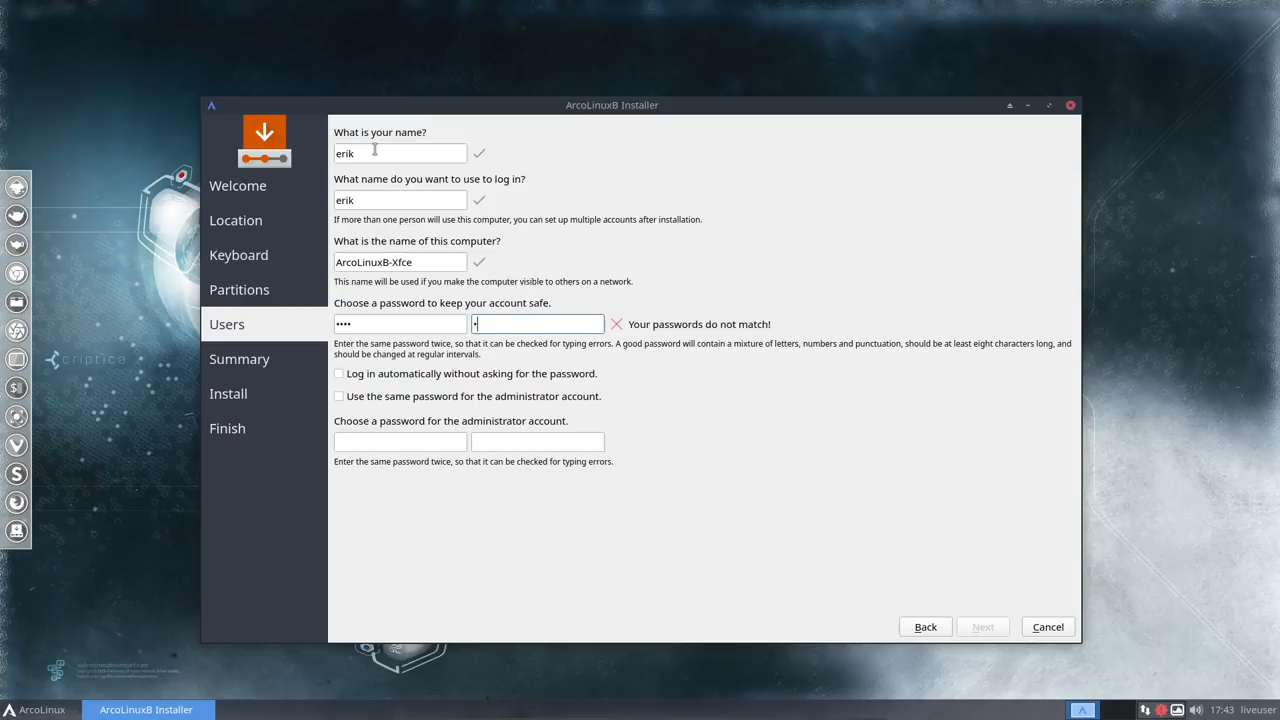 ArcoLinuxB Installer
What is your name?
erik
What name do you want to use to log in?
erik
If more than one person will use this computer, you can set up multiple accounts after installation.
What is the name of this computer?
ArcoLinuxB-Xfce
This name will be used if you make the computer visible to others on a network.
Choose a password to keep your account safe.
•••• • Your passwords do not match!
Enter the same password twice, so that it can be checked for typing errors. A good password will contain a mixture of letters, numbers and punctuation, should be at least eight characters long, and
should be changed at regular intervals.
Log in automatically without asking for the password.
Use the same password for the administrator account.
Choose a password for the administrator account.
Enter the same password twice, so that it can be checked for typing errors.
Welcome
Location
Keyboard
Partitions
Users
Summary
Install
Finish
Back Next Cancel
criptica
ArcoLinux ArcoLinuxB Installer 17:43 liveuser